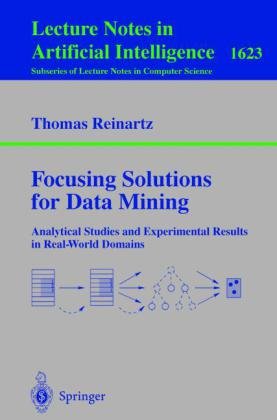 Lecture Notes in
Artificial Intelligence 1623
Subseries of Lecture Notes in Computer Science
Thomas Reinartz
Focusing Solutions
for Data Mining
Analytical Studies and Experimental Results
in Real-World Domains
Springer